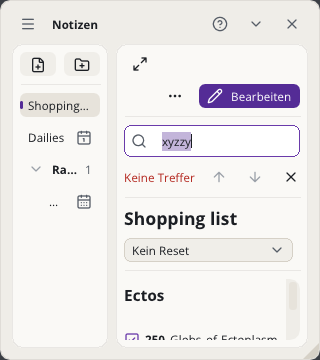 Notizen
Shopping...
Dailies
Ra... 1
...
Bearbeiten
xyzzy
Keine Treffer
Shopping list
Kein Reset
Ectos
250 Globs of Ectoplasm